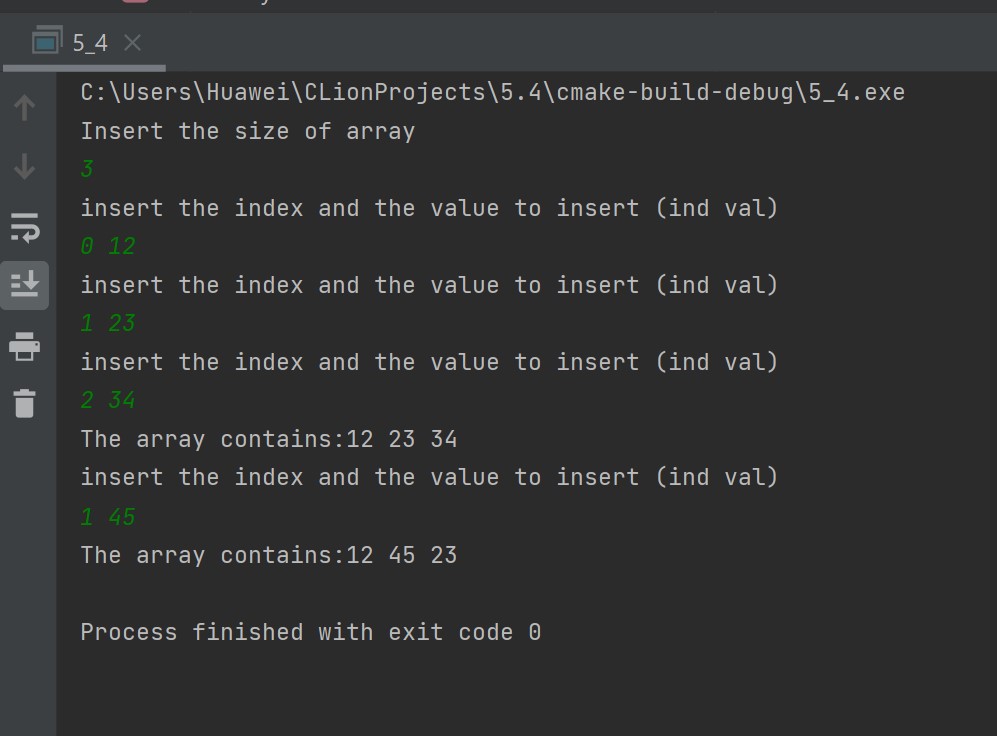 5_4
C:\Users\Huawei\CLionProjects\5.4\cmake-build-debug\5_4.exe
Insert the size of array
3
insert the index and the value to insert (ind val)
0 12
insert the index and the value to insert (ind val)
1 23
insert the index and the value to insert (ind val)
2 34
The array contains:12 23 34
insert the index and the value to insert (ind val)
1 45
The array contains:12 45 23
Process finished with exit code 0